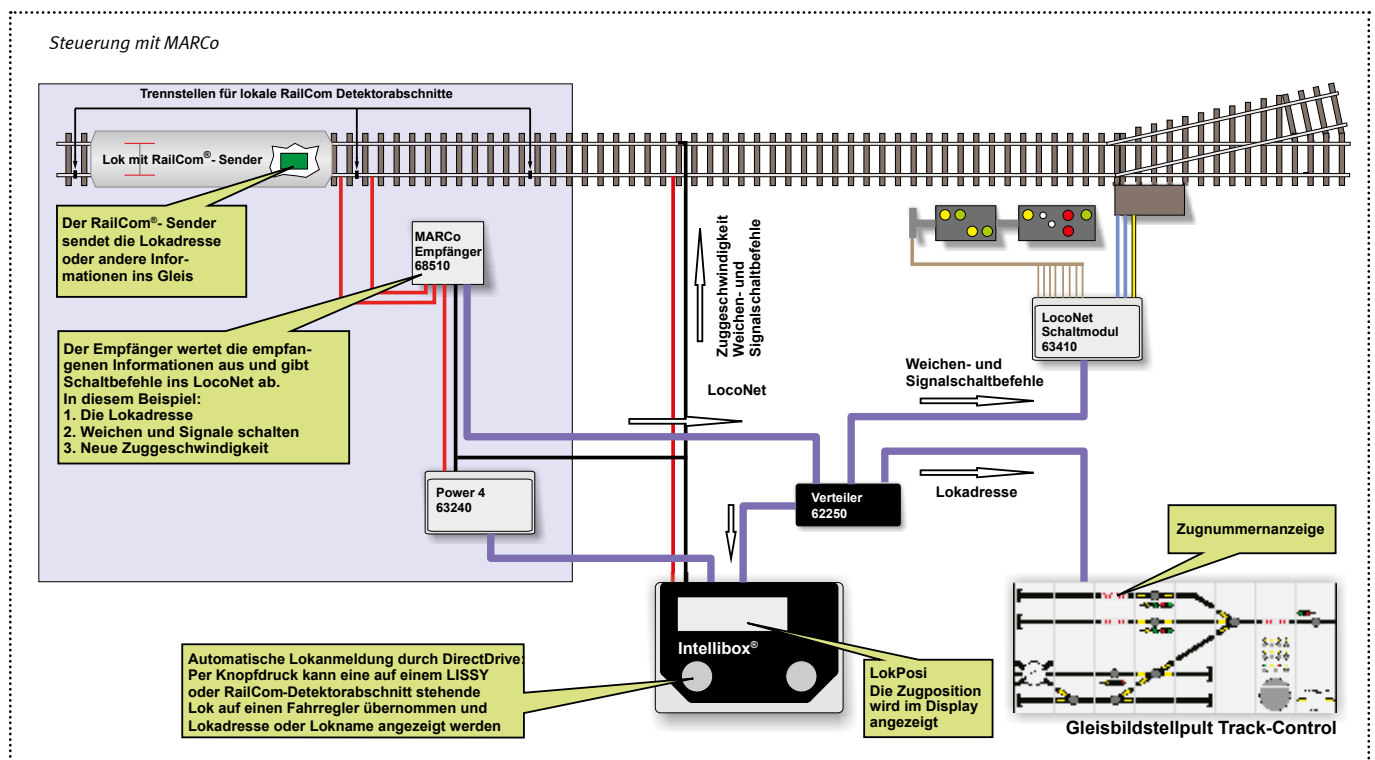 Steuerung mit MARCo
Trennstellen für lokale RailCom Detektorabschnitte
Lok mit RailCom®- Sender
Der RailCom®- Sender
sendet die Lokadresse
oder andere Infor-
mationen ins Gleis
MARCo
Empfänger
68510
Der Empfänger wertet die empfan-
genen Informationen aus und gibt
Schaltbefehle ins LocoNet ab.
In diesem Beispiel:
1. Die Lokadresse
2. Weichen und Signale schalten
3. Neue Zuggeschwindigkeit
Zuggeschwindigkeit
Weichen- und
Signalschaltbefehle
LocoNet
LocoNet
Schaltmodul
63410
Weichen- und
Signalschaltbefehle
Power 4
63240
Verteiler
62250
Lokadresse
Zugnummernanzeige
Intellibox®
Automatische Lokanmeldung durch DirectDrive:
Per Knopfdruck kann eine auf einem LISSY
oder RailCom-Detektorabschnitt stehende
Lok auf einen Fahrregler übernommen und
Lokadresse oder Lokname angezeigt werden
LokPosi
Die Zugposition
wird im Display
angezeigt
Gleisbildstellpult Track-Control